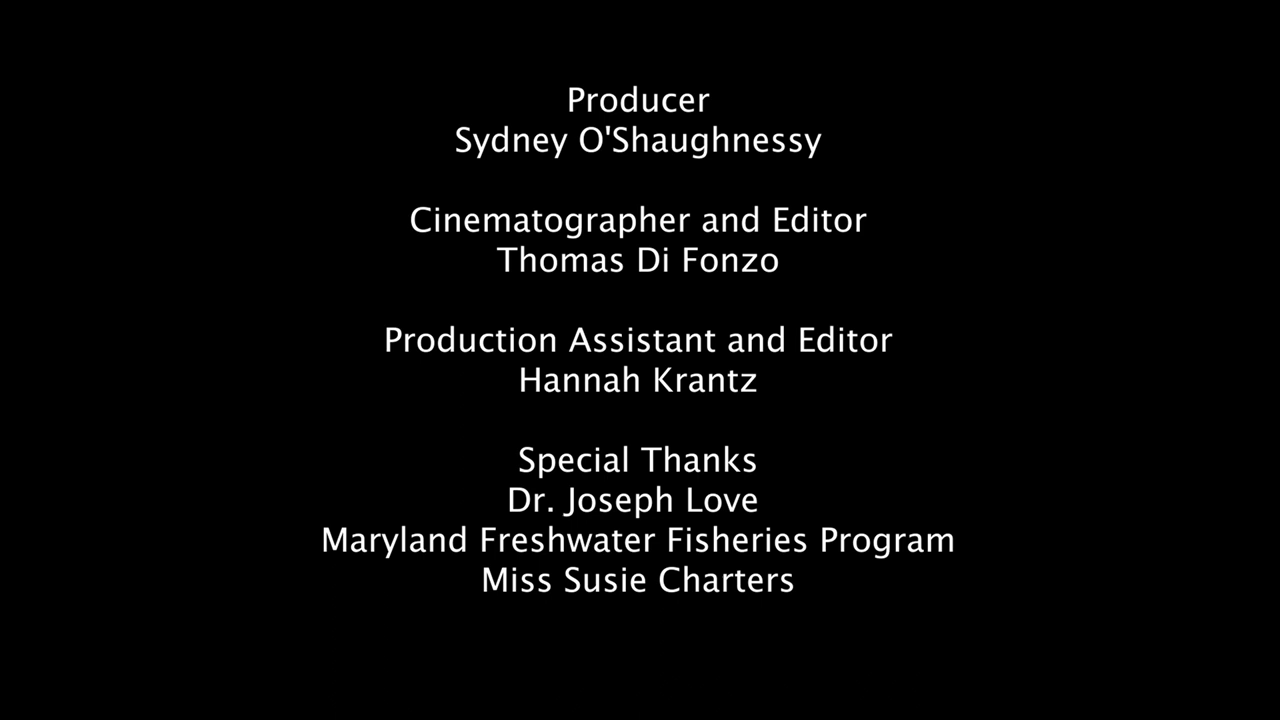 Producer
Sydney O'Shaughnessy
Cinematographer and Editor
Thomas Di Fonzo
Production Assistant and Editor
Hannah Krantz
Special Thanks
Dr. Joseph Love
Maryland Freshwater Fisheries Program
Miss Susie Charters